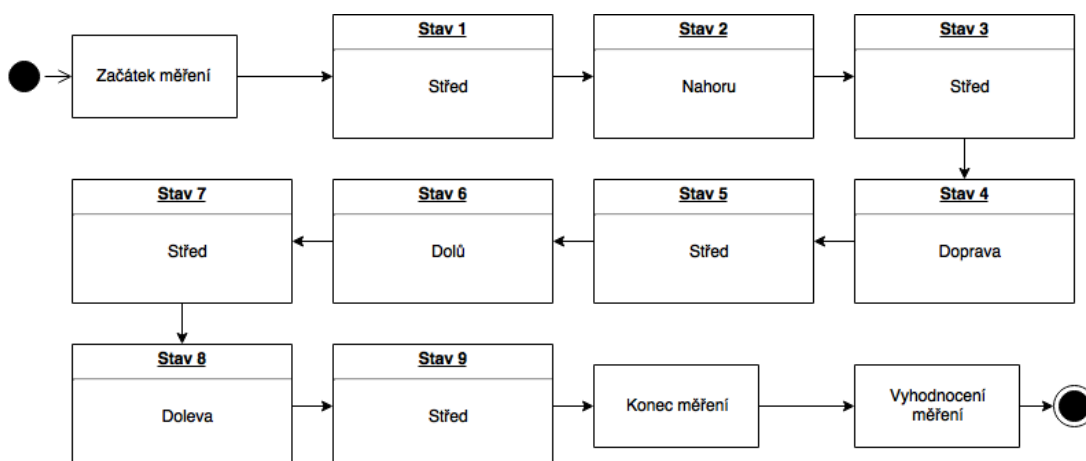 Začátek měření
Stav 1
Střed
Stav 2
Nahoru
Stav 3
Střed
Stav 4
Doprava
Stav 5
Střed
Stav 6
Dolů
Stav 7
Střed
Stav 8
Doleva
Stav 9
Střed
Konec měření
Vyhodnocení
měření